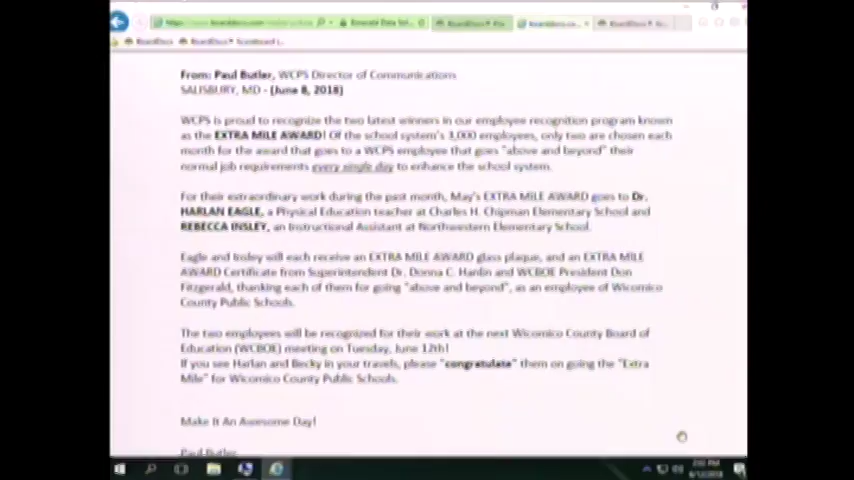 BoardDocs
BoardDocs
From: Paul Butler, WCPS Director of Communications
SALISBURY, MD - (June 8, 2018)
WCPS is proud to recognize the two latest winners in our employee recognition program known
as the EXTRA MILE AWARD! Of the school system's 3,000 employees, only two are chosen each
month for the award that goes to a WCPS employee that goes "above and beyond" their
normal job requirements every single day to enhance the school system.
For their extraordinary work during the past month, May's EXTRA MILE AWARD goes to Dr.
HARLAN EAGLE, a Physical Education teacher at Charles H. Chipman Elementary School and
REBECCA INSLEY, an Instructional Assistant at Northwestern Elementary School.
Eagle and Insley will each receive an EXTRA MILE AWARD glass plaque, and an EXTRA MILE
AWARD Certificate from Superintendent Dr. Donna C. Hanlin and WCBOE President Don
Fitzgerald, thanking each of them for going "above and beyond", as an employee of Wicomico
County Public Schools.
The two employees will be recognized for their work at the next Wicomico County Board of
Education (WCBOE) meeting on Tuesday, June 12th!
If you see Harlan and Becky in your travels, please "congratulate" them on going the "Extra
Mile" for Wicomico County Public Schools.
Make It An Awesome Day!
Paul Butler